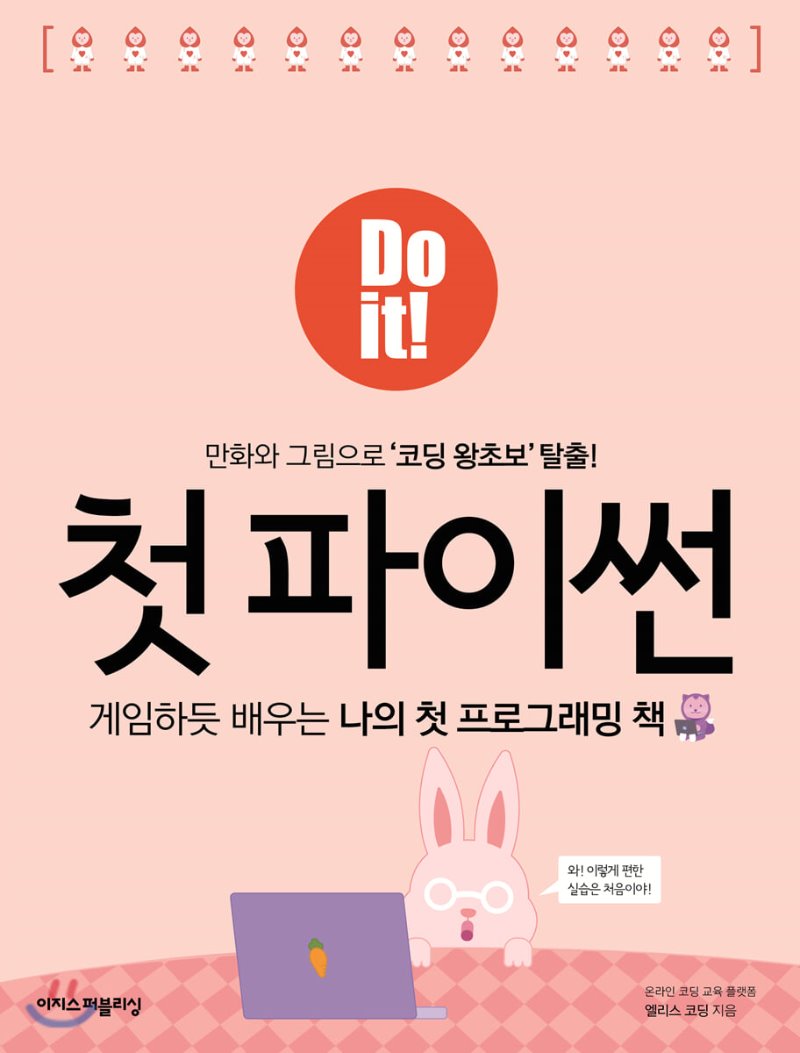 Do
it!
만화와 그림으로 ‘코딩 왕초보’ 탈출!
첫 파이썬
게임하듯 배우는 나의 첫 프로그래밍 책
와! 이렇게 편한
실습은 처음이야!
이지스 퍼블리싱
온라인 코딩 교육 플랫폼
엘리스 코딩 지음